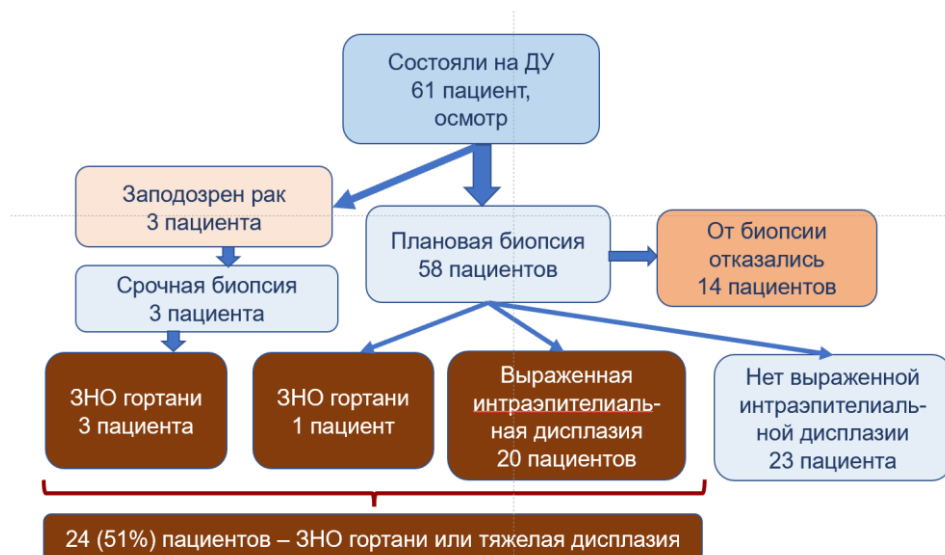 Состояли на ДУ
61 пациент,
осмотр
Заподозрен рак
3 пациента
Плановая биопсия
58 пациентов
От биопсии
отказались
14 пациентов
Срочная биопсия
3 пациента
ЗНО гортани
3 пациента
ЗНО гортани
1 пациент
Выраженная
интраэпителиаль-
ная дисплазия
20 пациентов
Нет выраженной
интраэпителиаль-
ной дисплазии
23 пациента
24 (51%) пациентов – ЗНО гортани или тяжелая дисплазия